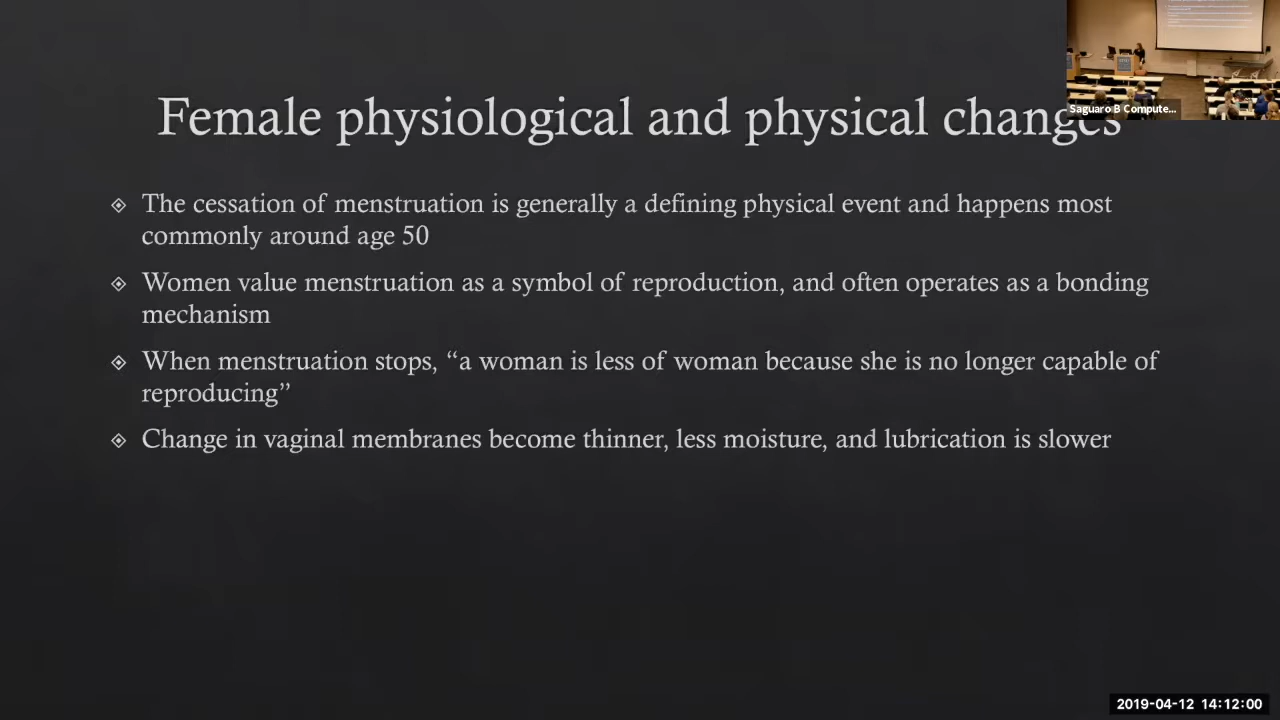 Female physiological and physical changes
Saguaro B Compute...
The cessation of menstruation is generally a defining physical event and happens most
commonly around age 50
Women value menstruation as a symbol of reproduction, and often operates as a bonding
mechanism
When menstruation stops, “a woman is less of woman because she is no longer capable of
reproducing”
Change in vaginal membranes become thinner, less moisture, and lubrication is slower
2019-04-12 14:12:00